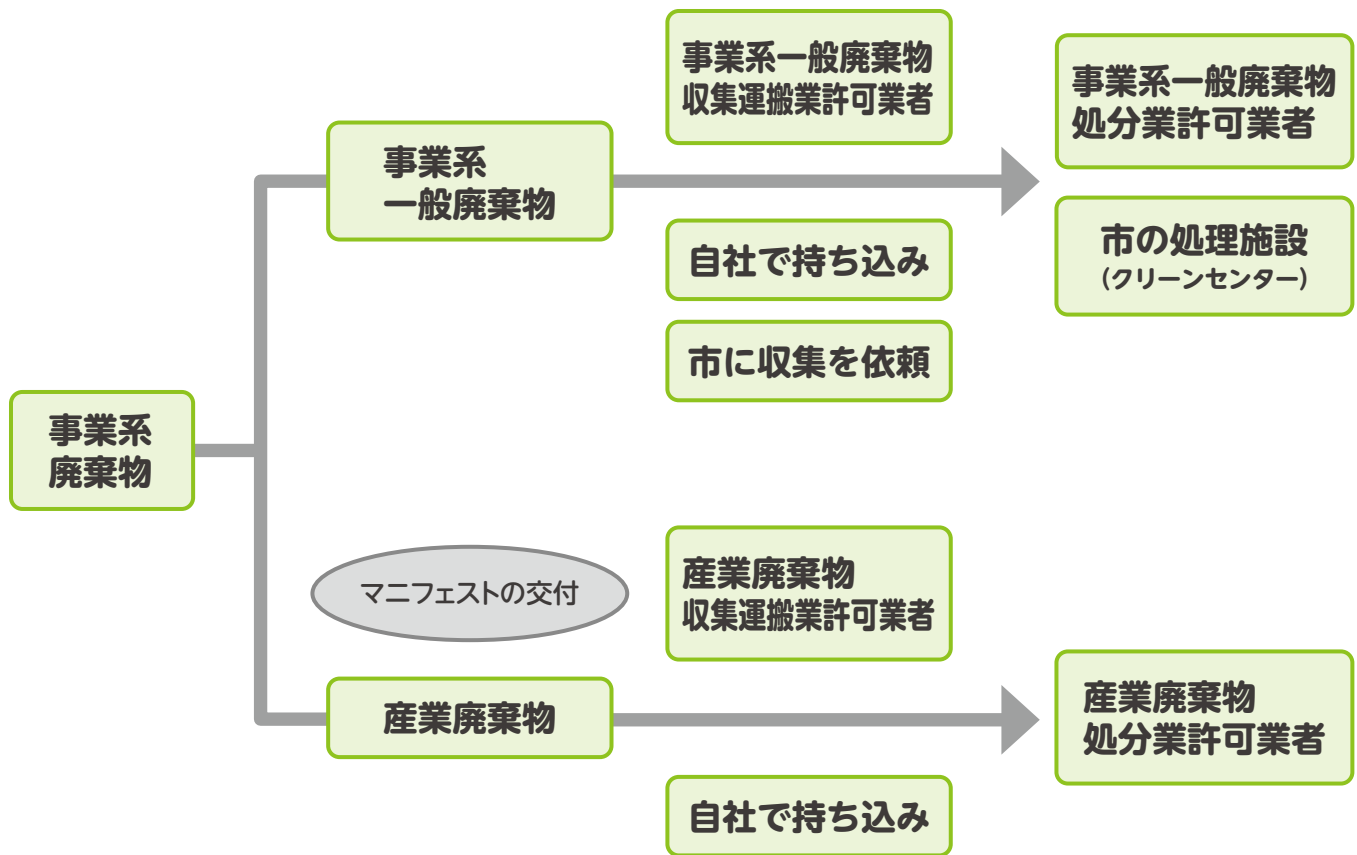 事業系一般廃棄物
収集運搬業許可業者
事業系一般廃棄物
処分業許可業者
事業系
一般廃棄物
自社で持ち込み
市の処理施設
(クリーンセンター)
市に収集を依頼
事業系
廃棄物
マニフェストの交付
産業廃棄物
収集運搬業許可業者
産業廃棄物
産業廃棄物
処分業許可業者
自社で持ち込み